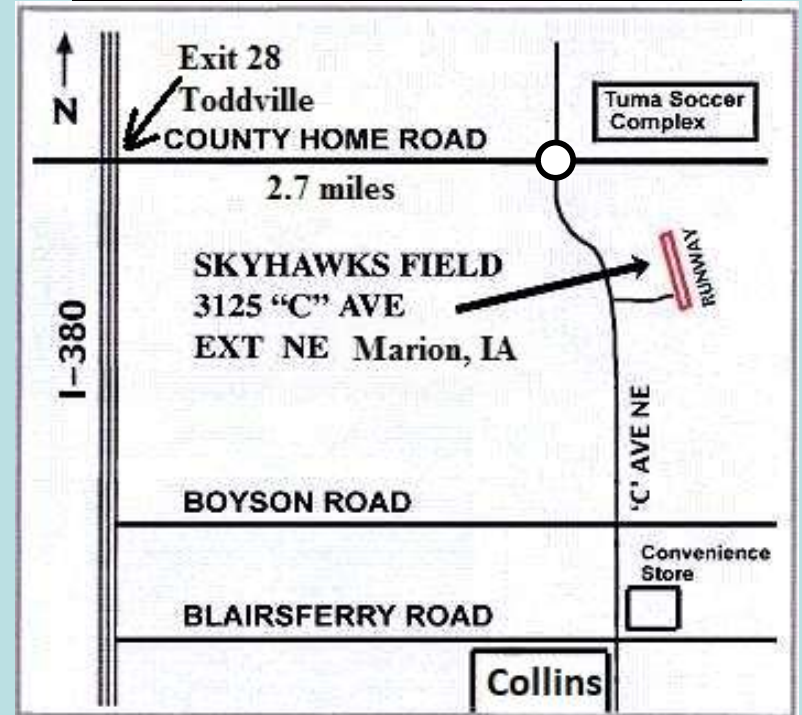 Exit 28
Toddville
N
COUNTY HOME ROAD
Tuma Soccer
Complex
2.7 miles
SKYHAWKS FIELD
3125 “C” AVE
EXT NE Marion, IA
RUNWAY
I-380
'C' AVE NE
BOYSON ROAD
Convenience
Store
BLAIRSFERRY ROAD
Collins